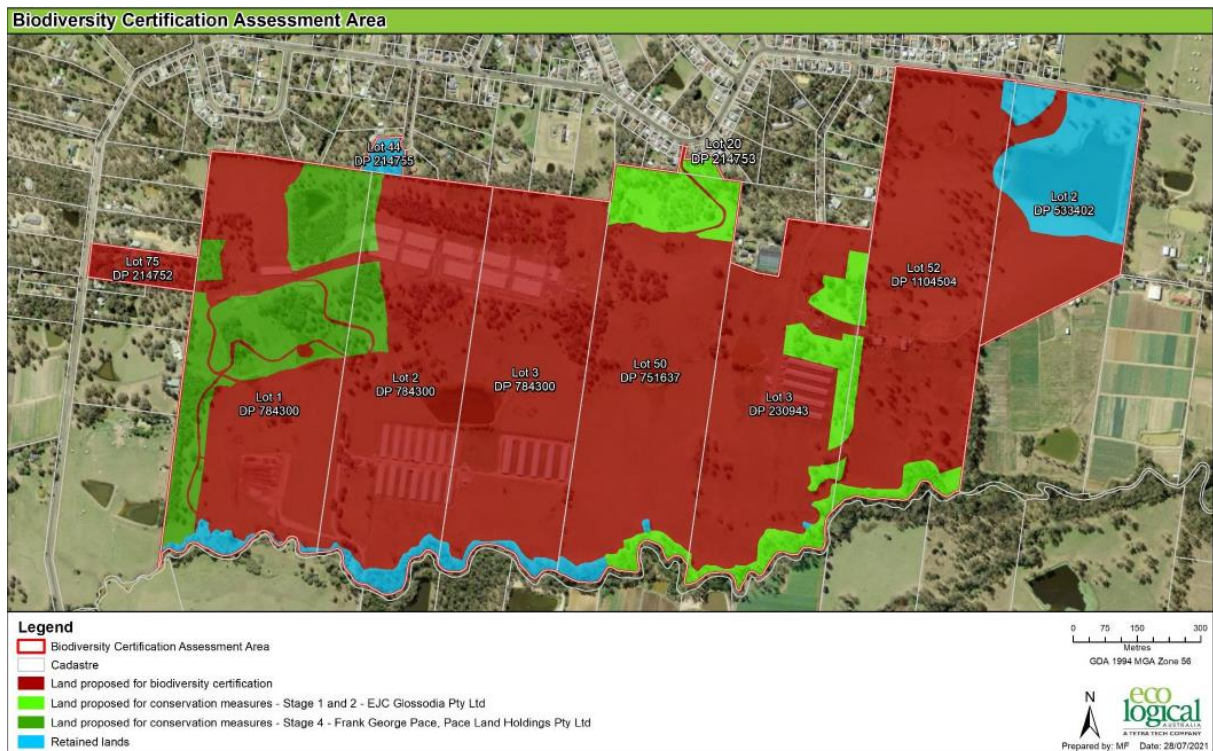 Biodiversity Certification Assessment Area
Lot 44
DP 214755
Lot 20
DP 214753
Lot 2
DP 533402
Lot 75
DP 214752
Lot 52
DP 1104504
Lot 50
DP 751637
Lot 3
DP 784300
Lot 2
DP 784300
Lot 1
DP 784300
Lot 3
DP 230943
Legend
Biodiversity Certification Assessment Area
Cadastre
Land proposed for biodiversity certification
Land proposed for conservation measures - Stage 1 and 2 - EJC Glossodia Pty Ltd
Land proposed for conservation measures - Stage 4 - Frank George Pace, Pace Land Holdings Pty Ltd
Retained lands
0 75 150 300
Metres
GDA 1994 MGA Zone 56
N
eco
logical
AUSTRALIA
A TETRA TECH COMPANY
Prepared by: MF Date: 28/07/2021